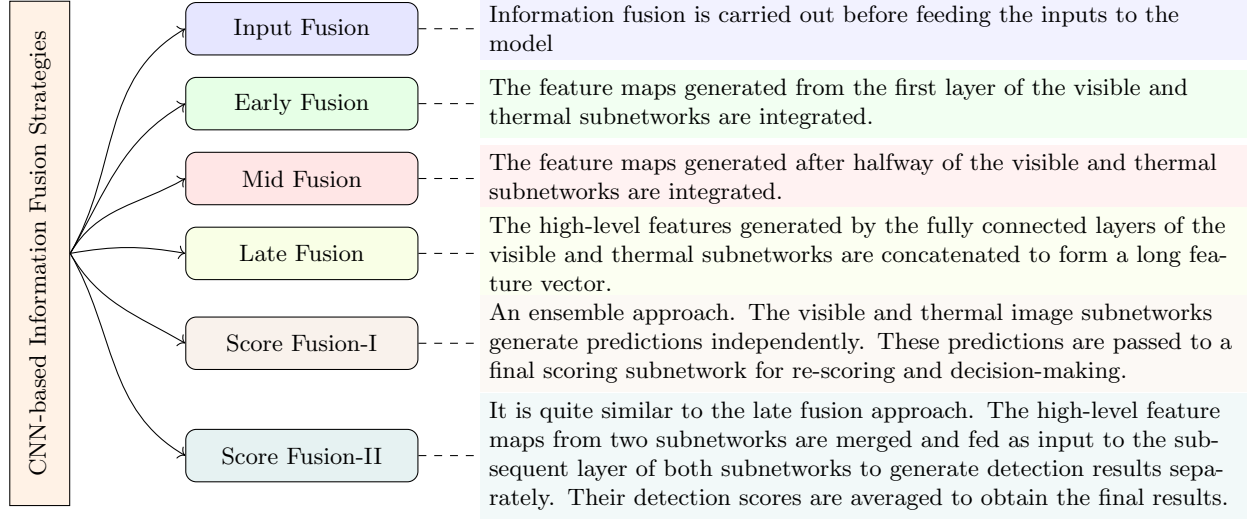 CNN-based Information Fusion Strategies
Input Fusion
Information fusion is carried out before feeding the inputs to the
model
Early Fusion
The feature maps generated from the first layer of the visible and
thermal subnetworks are integrated.
Mid Fusion
The feature maps generated after halfway of the visible and thermal
subnetworks are integrated.
Late Fusion
The high-level features generated by the fully connected layers of the
visible and thermal subnetworks are concatenated to form a long fea-
ture vector.
Score Fusion-I
An ensemble approach. The visible and thermal image subnetworks
generate predictions independently. These predictions are passed to a
final scoring subnetwork for re-scoring and decision-making.
Score Fusion-II
It is quite similar to the late fusion approach. The high-level feature
maps from two subnetworks are merged and fed as input to the sub-
sequent layer of both subnetworks to generate detection results sepa-
rately. Their detection scores are averaged to obtain the final results.